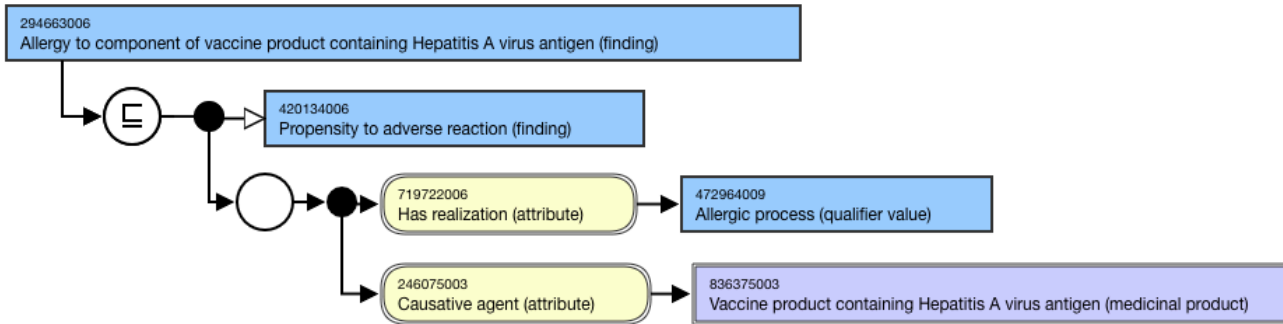 294663006
Allergy to component of vaccine product containing Hepatitis A virus antigen (finding)
⊑
420134006
Propensity to adverse reaction (finding)
719722006
Has realization (attribute)
472964009
Allergic process (qualifier value)
246075003
Causative agent (attribute)
836375003
Vaccine product containing Hepatitis A virus antigen (medicinal product)